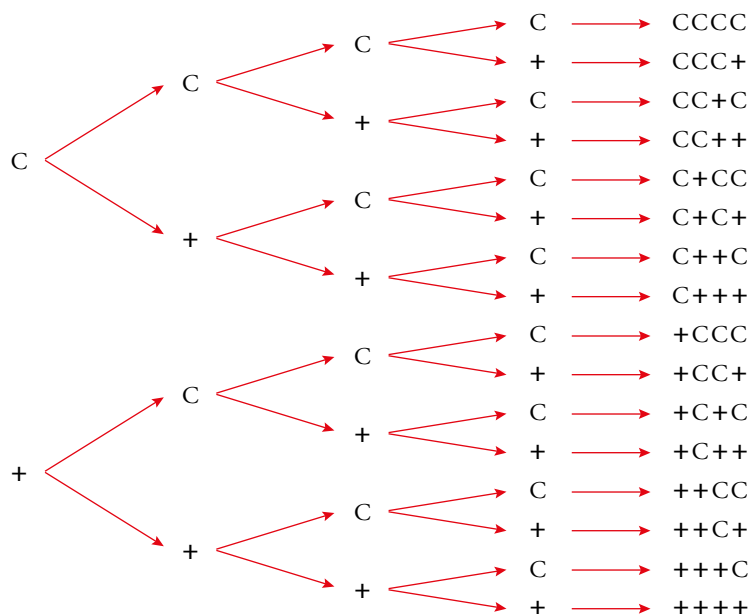 C → CCCC
C
+ → CCC+
C
C → CC+C
+
+ → CC++
C
C → C+CC
C
+ → C+C+
+
C → C++C
+
+ → C+++
C → +CCC
C
+ → +CC+
C
C → +C+C
+
+ → +C++
+
C → ++CC
C
+ → ++C+
+
C → +++C
+
+ → ++++